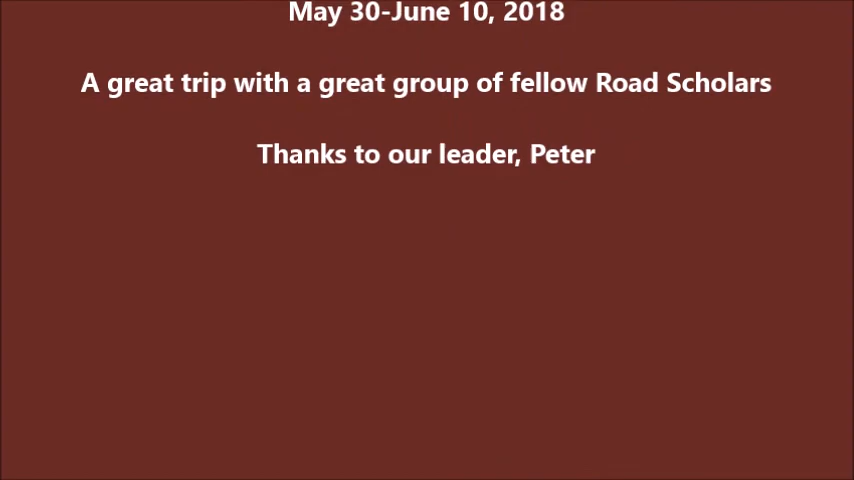 May 30-June 10, 2018
A great trip with a great group of fellow Road Scholars
Thanks to our leader, Peter